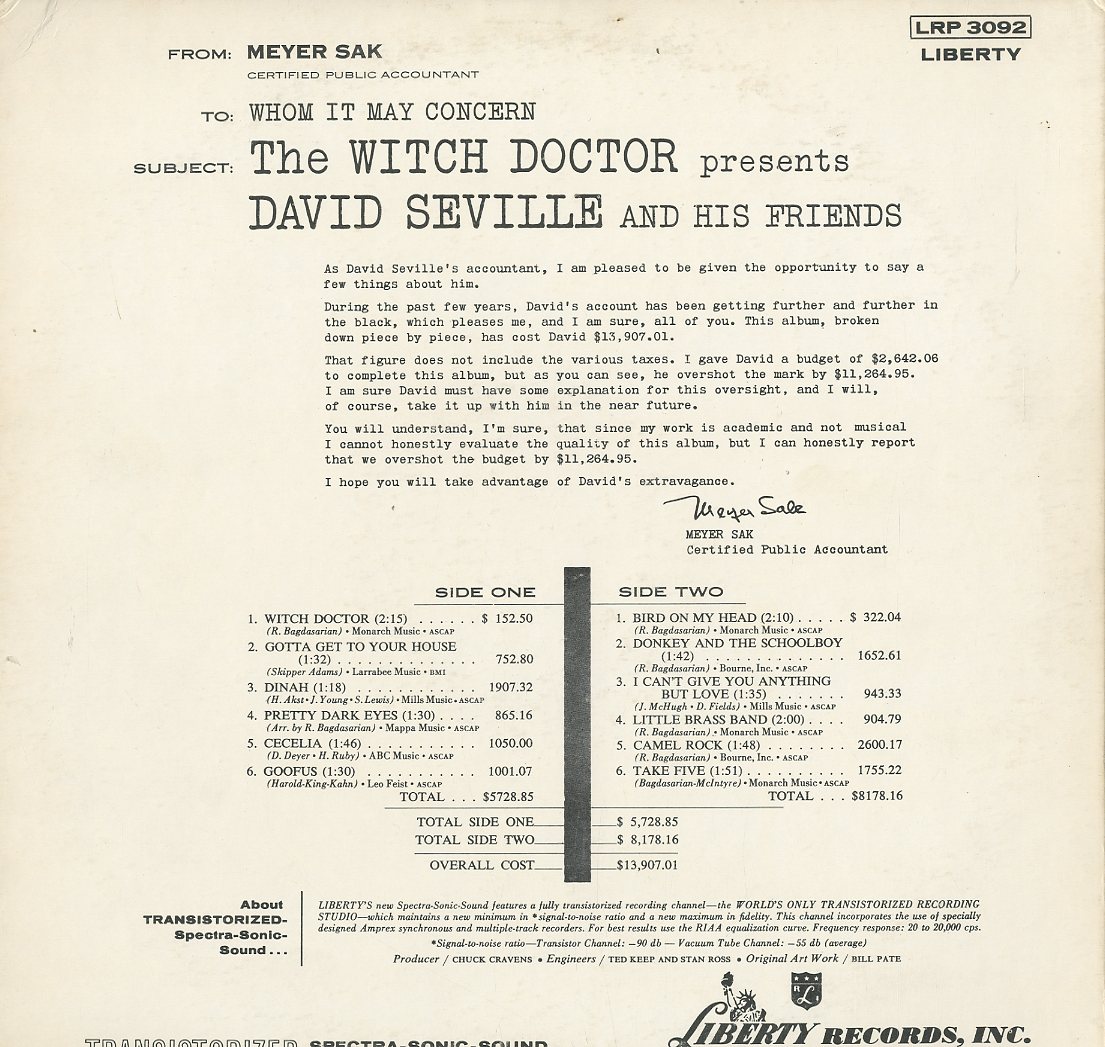 LRP 3092
LIBERTY
FROM: MEYER SAK
CERTIFIED PUBLIC ACCOUNTANT
TO: WHOM IT MAY CONCERN
SUBJECT: The WITCH DOCTOR presents
DAVID SEVILLE AND HIS FRIENDS
As David Seville's accountant, I am pleased to be given the opportunity to say a
few things about him.
During the past few years, David's account has been getting further and further in
the black, which pleases me, and I am sure, all of you. This album, broken
down piece by piece, has cost David $13,907.01.
That figure does not include the various taxes. I gave David a budget of $2,642.06
to complete this album, but as you can see, he overshot the mark by $11,264.95.
I am sure David must have some explanation for this oversight, and I will,
of course, take it up with him in the near future.
You will understand, I'm sure, that since my work is academic and not musical
I cannot honestly evaluate the quality of this album, but I can honestly report
that we overshot the budget by $11,264.95.
I hope you will take advantage of David's extravagance.
Meyer Sak
MEYER SAK
Certified Public Accountant
SIDE ONE
1. WITCH DOCTOR (2:15) . . . . . . $ 152.50
(R. Bagdasarian) • Monarch Music • ASCAP
2. GOTTA GET TO YOUR HOUSE
(1:32) . . . . . . . . . . . . . . 752.80
(Skipper Adams) • Larrabee Music • BMI
3. DINAH (1:18) . . . . . . . . . . . . 1907.32
(H. Akst • J. Young • S. Lewis) • Mills Music • ASCAP
4. PRETTY DARK EYES (1:30) . . . . 865.16
(Arr. by R. Bagdasarian) • Mappa Music • ASCAP
5. CECELIA (1:46) . . . . . . . . . . . 1050.00
(D. Deyer • H. Ruby) • ABC Music • ASCAP
6. GOOFUS (1:30) . . . . . . . . . . . 1001.07
(Harold-King-Kahn) • Leo Feist • ASCAP
TOTAL . . . $5728.85
SIDE TWO
1. BIRD ON MY HEAD (2:10) . . . . . $ 322.04
(R. Bagdasarian) • Monarch Music • ASCAP
2. DONKEY AND THE SCHOOLBOY
(1:42) . . . . . . . . . . . . . . 1652.61
(R. Bagdasarian) • Bourne, Inc. • ASCAP
3. I CAN'T GIVE YOU ANYTHING
BUT LOVE (1:35) . . . . . . . 943.33
(J. McHugh • D. Fields) • Mills Music • ASCAP
4. LITTLE BRASS BAND (2:00) . . . . 904.79
(R. Bagdasarian) • Monarch Music • ASCAP
5. CAMEL ROCK (1:48) . . . . . . . . 2600.17
(R. Bagdasarian) • Bourne, Inc. • ASCAP
6. TAKE FIVE (1:51) . . . . . . . . . . 1755.22
(Bagdasarian-McIntyre) • Monarch Music • ASCAP
TOTAL . . . $8178.16
TOTAL SIDE ONE $ 5,728.85
TOTAL SIDE TWO $ 8,178.16
OVERALL COST $13,907.01
About
TRANSISTORIZED-
Spectra-Sonic-
Sound...
LIBERTY'S new Spectra-Sonic-Sound features a fully transistorized recording channel—the WORLD'S ONLY TRANSISTORIZED RECORDING
STUDIO—which maintains a new minimum in *signal-to-noise ratio and a new maximum in fidelity. This channel incorporates the use of specially
designed Amprex synchronous and multiple-track recorders. For best results use the RIAA equalization curve. Frequency response: 20 to 20,000 cps.
*Signal-to-noise ratio—Transistor Channel: —90 db — Vacuum Tube Channel: —55 db (average)
Producer / CHUCK CRAVENS • Engineers / TED KEEP AND STAN ROSS • Original Art Work / BILL PATE
R L
LIBERTY RECORDS, INC.
TRANSISTORIZED SPECTRA-SONIC-SOUND